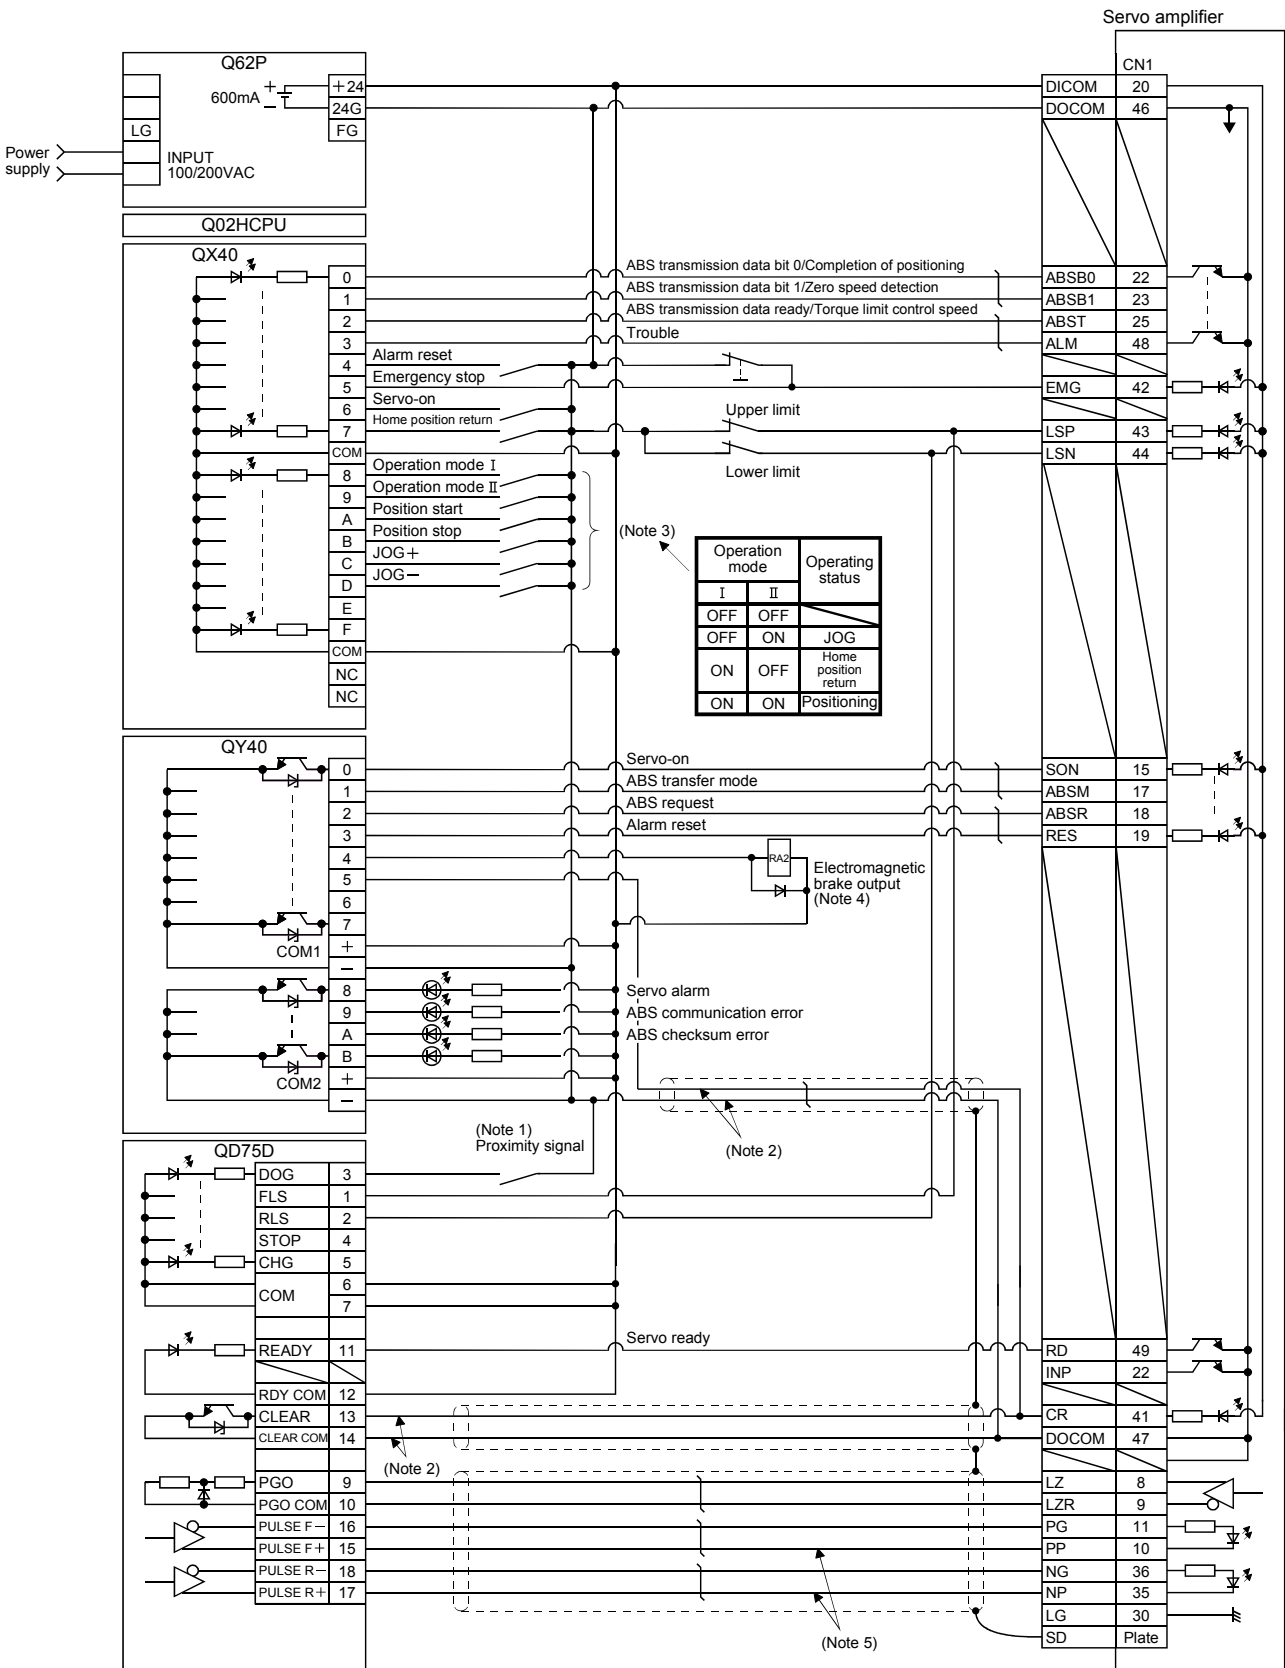 Servo amplifier
Q62P
+
600mA
−
+24
24G
FG
LG
Power
supply
INPUT
100/200VAC
CN1
DICOM 20
DOCOM 46
Q02HCPU
QX40
0 ABS transmission data bit 0/Completion of positioning ABSB0 22
1 ABS transmission data bit 1/Zero speed detection ABSB1 23
2 ABS transmission data ready/Torque limit control speed ABST 25
3 Trouble ALM 48
4 Alarm reset
5 Emergency stop EMG 42
6 Servo-on
7 Home position return Upper limit LSP 43
COM Lower limit LSN 44
8 Operation mode I
9 Operation mode II
A Position start
B Position stop
C JOG+
D JOG−
E
F
COM
NC
NC
(Note 3)
Operation
mode
Operating
status
I II
OFF OFF
OFF ON JOG
ON OFF Home
position
return
ON ON Positioning
QY40
0 Servo-on SON 15
1 ABS transfer mode ABSM 17
2 ABS request ABSR 18
3 Alarm reset RES 19
4 RA2
Electromagnetic
brake output
(Note 4)
5
6
7
COM1
+
−
8 Servo alarm
9 ABS communication error
A ABS checksum error
B
COM2
+
−
(Note 2)
(Note 1)
Proximity signal
QD75D
DOG 3
FLS 1
RLS 2
STOP 4
CHG 5
COM 6
7
READY 11 Servo ready RD 49
INP 22
RDY COM 12
CLEAR 13 CR 41
CLEAR COM 14 DOCOM 47
(Note 2)
PGO 9 LZ 8
PGO COM 10 LZR 9
PULSE F− 16 PG 11
PULSE F+ 15 PP 10
PULSE R− 18 NG 36
PULSE R+ 17 NP 35
LG 30
(Note 5)
SD Plate